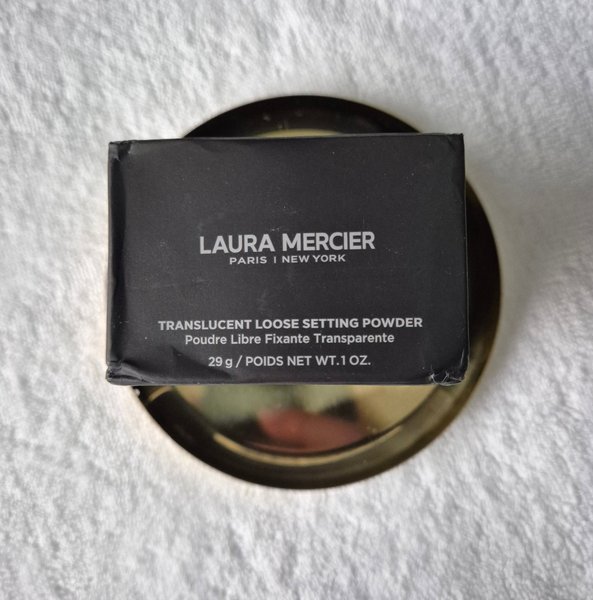 LAURA MERCIER
PARIS | NEW YORK
TRANSLUCENT LOOSE SETTING POWDER
Poudre Libre Fixante Transparente
29 g / POIDS NET WT. 1 OZ.